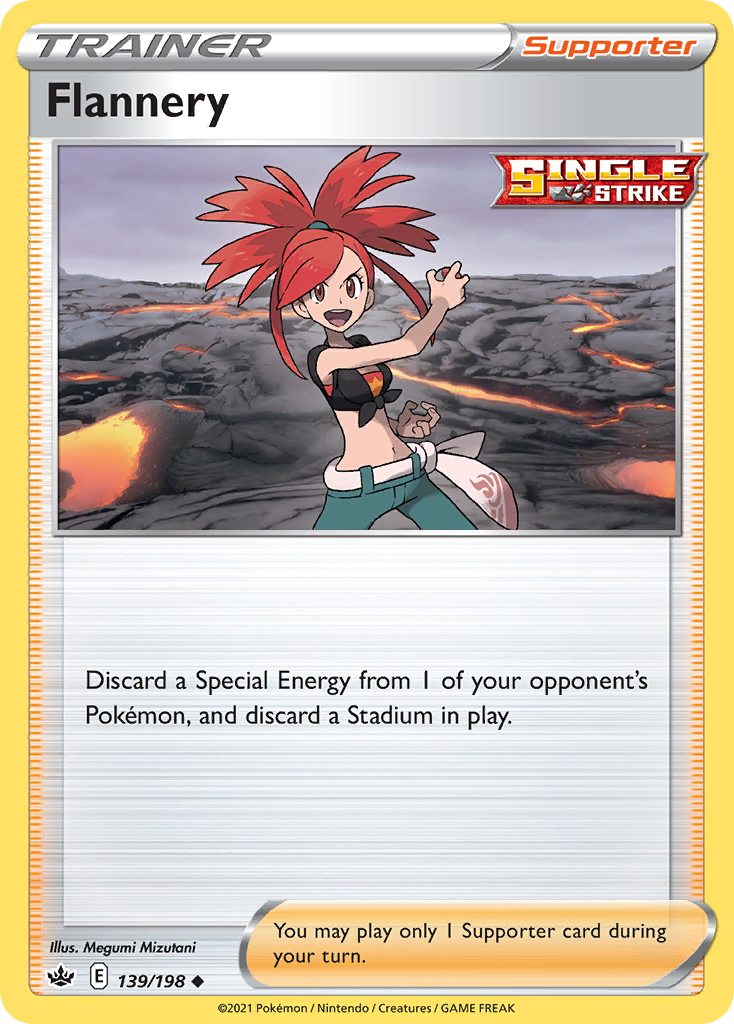 TRAINER Supporter
Flannery
SINGLE
STRIKE
Discard a Special Energy from 1 of your opponent's
Pokémon, and discard a Stadium in play.
You may play only 1 Supporter card during
your turn.
Illus. Megumi Mizutani
E 139/198
©2021 Pokémon / Nintendo / Creatures / GAME FREAK